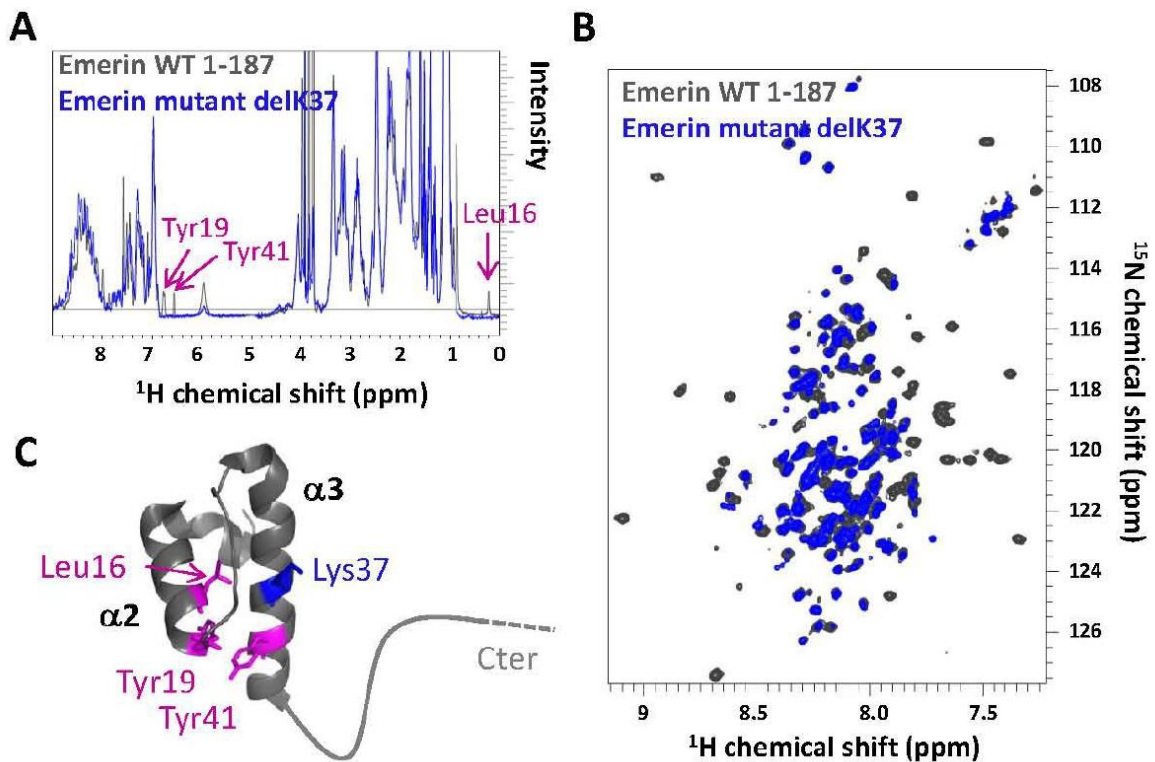 A
Emerin WT 1-187
Emerin mutant delK37
Intensity
Tyr19
Tyr41
Leu16
8 7 6 5 4 3 2 1 0
¹H chemical shift (ppm)
B
Emerin WT 1-187
Emerin mutant delK37
108
110
112
114
116
118
120
122
124
126
¹⁵N chemical shift (ppm)
9 8.5 8.0 7.5
¹H chemical shift (ppm)
C
α3
Leu16
Lys37
α2
Tyr19
Tyr41
Cter